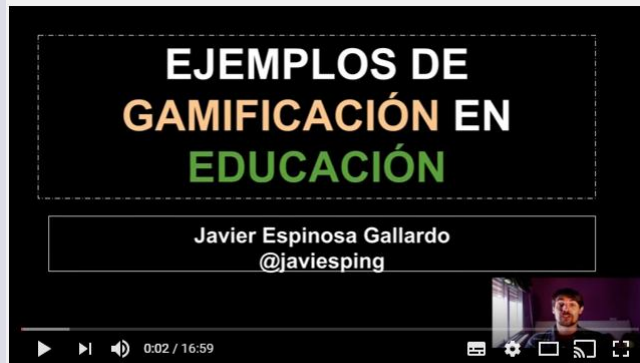 EJEMPLOS DE
GAMIFICACIÓN EN
EDUCACIÓN
Javier Espinosa Gallardo
@javiesping
0:02 / 16:59